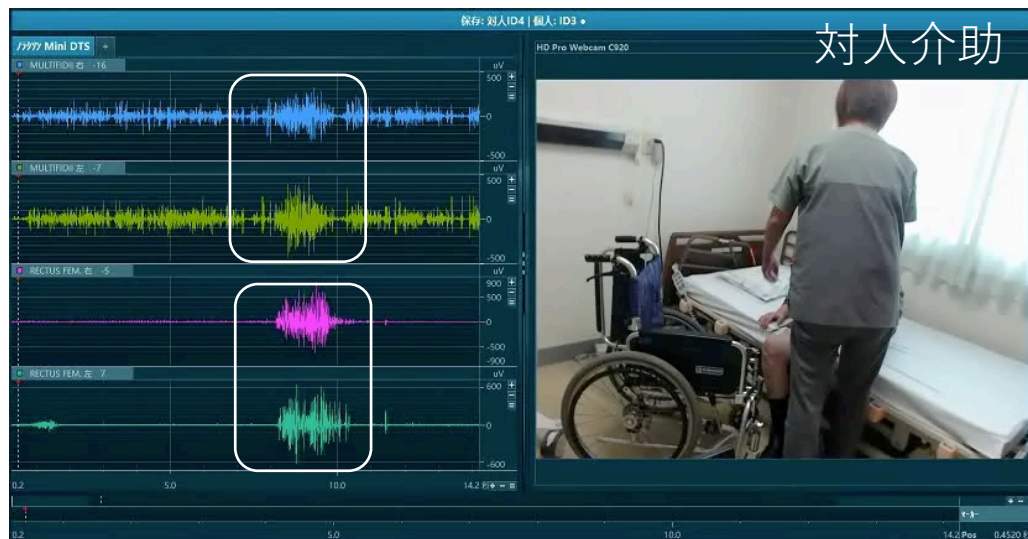 保存: 対人ID4 | 個人: ID3
対人介助
ノラクソン Mini DTS +
HD Pro Webcam C920
MULTIFIDII 右 -16
uV
500
0
-500
MULTIFIDII 左 -7
uV
500
0
-500
RECTUS FEM. 右 -5
uV
900
500
0
-500
-900
RECTUS FEM. 左 7
uV
600
0
-600
0.2 5.0 10.0 14.2
マーカー
0.2 5.0 10.0 14.2 Pos 0.4520